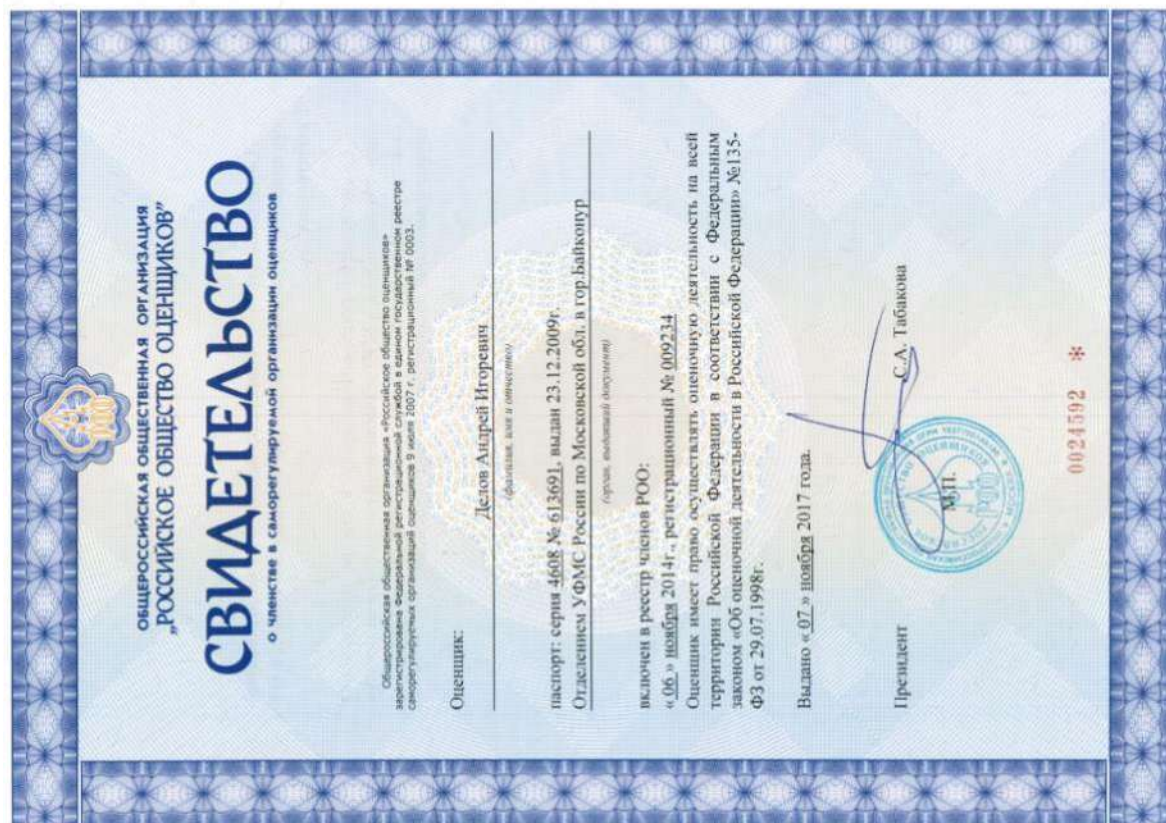 ОБЩЕРОССИЙСКАЯ ОБЩЕСТВЕННАЯ ОРГАНИЗАЦИЯ
„РОССИЙСКОЕ ОБЩЕСТВО ОЦЕНЩИКОВ”
СВИДЕТЕЛЬСТВО
о членстве в саморегулируемой организации оценщиков
Общероссийская общественная организация «Российское общество оценщиков»
зарегистрирована Федеральной регистрационной службой в едином государственном реестре
саморегулируемых организаций оценщиков 9 июля 2007 г. регистрационный № 0003.
Оценщик:
Делов Андрей Игоревич
(фамилия, имя и отчество)
паспорт: серия 4608 № 613691, выдан 23.12.2009г.
Отделением УФМС России по Московской обл. в гор.Байконур
(орган, выдавший документ)
включен в реестр членов РОО:
« 06 » ноября 2014г., регистрационный № 009234
Оценщик имеет право осуществлять оценочную деятельность на всей
территории Российской Федерации в соответствии с Федеральным
законом «Об оценочной деятельности в Российской Федерации» №135-
ФЗ от 29.07.1998г.
Выдано « 07 » ноября 2017 года.
Президент С.А. Табакова
М.П.
0024592 *